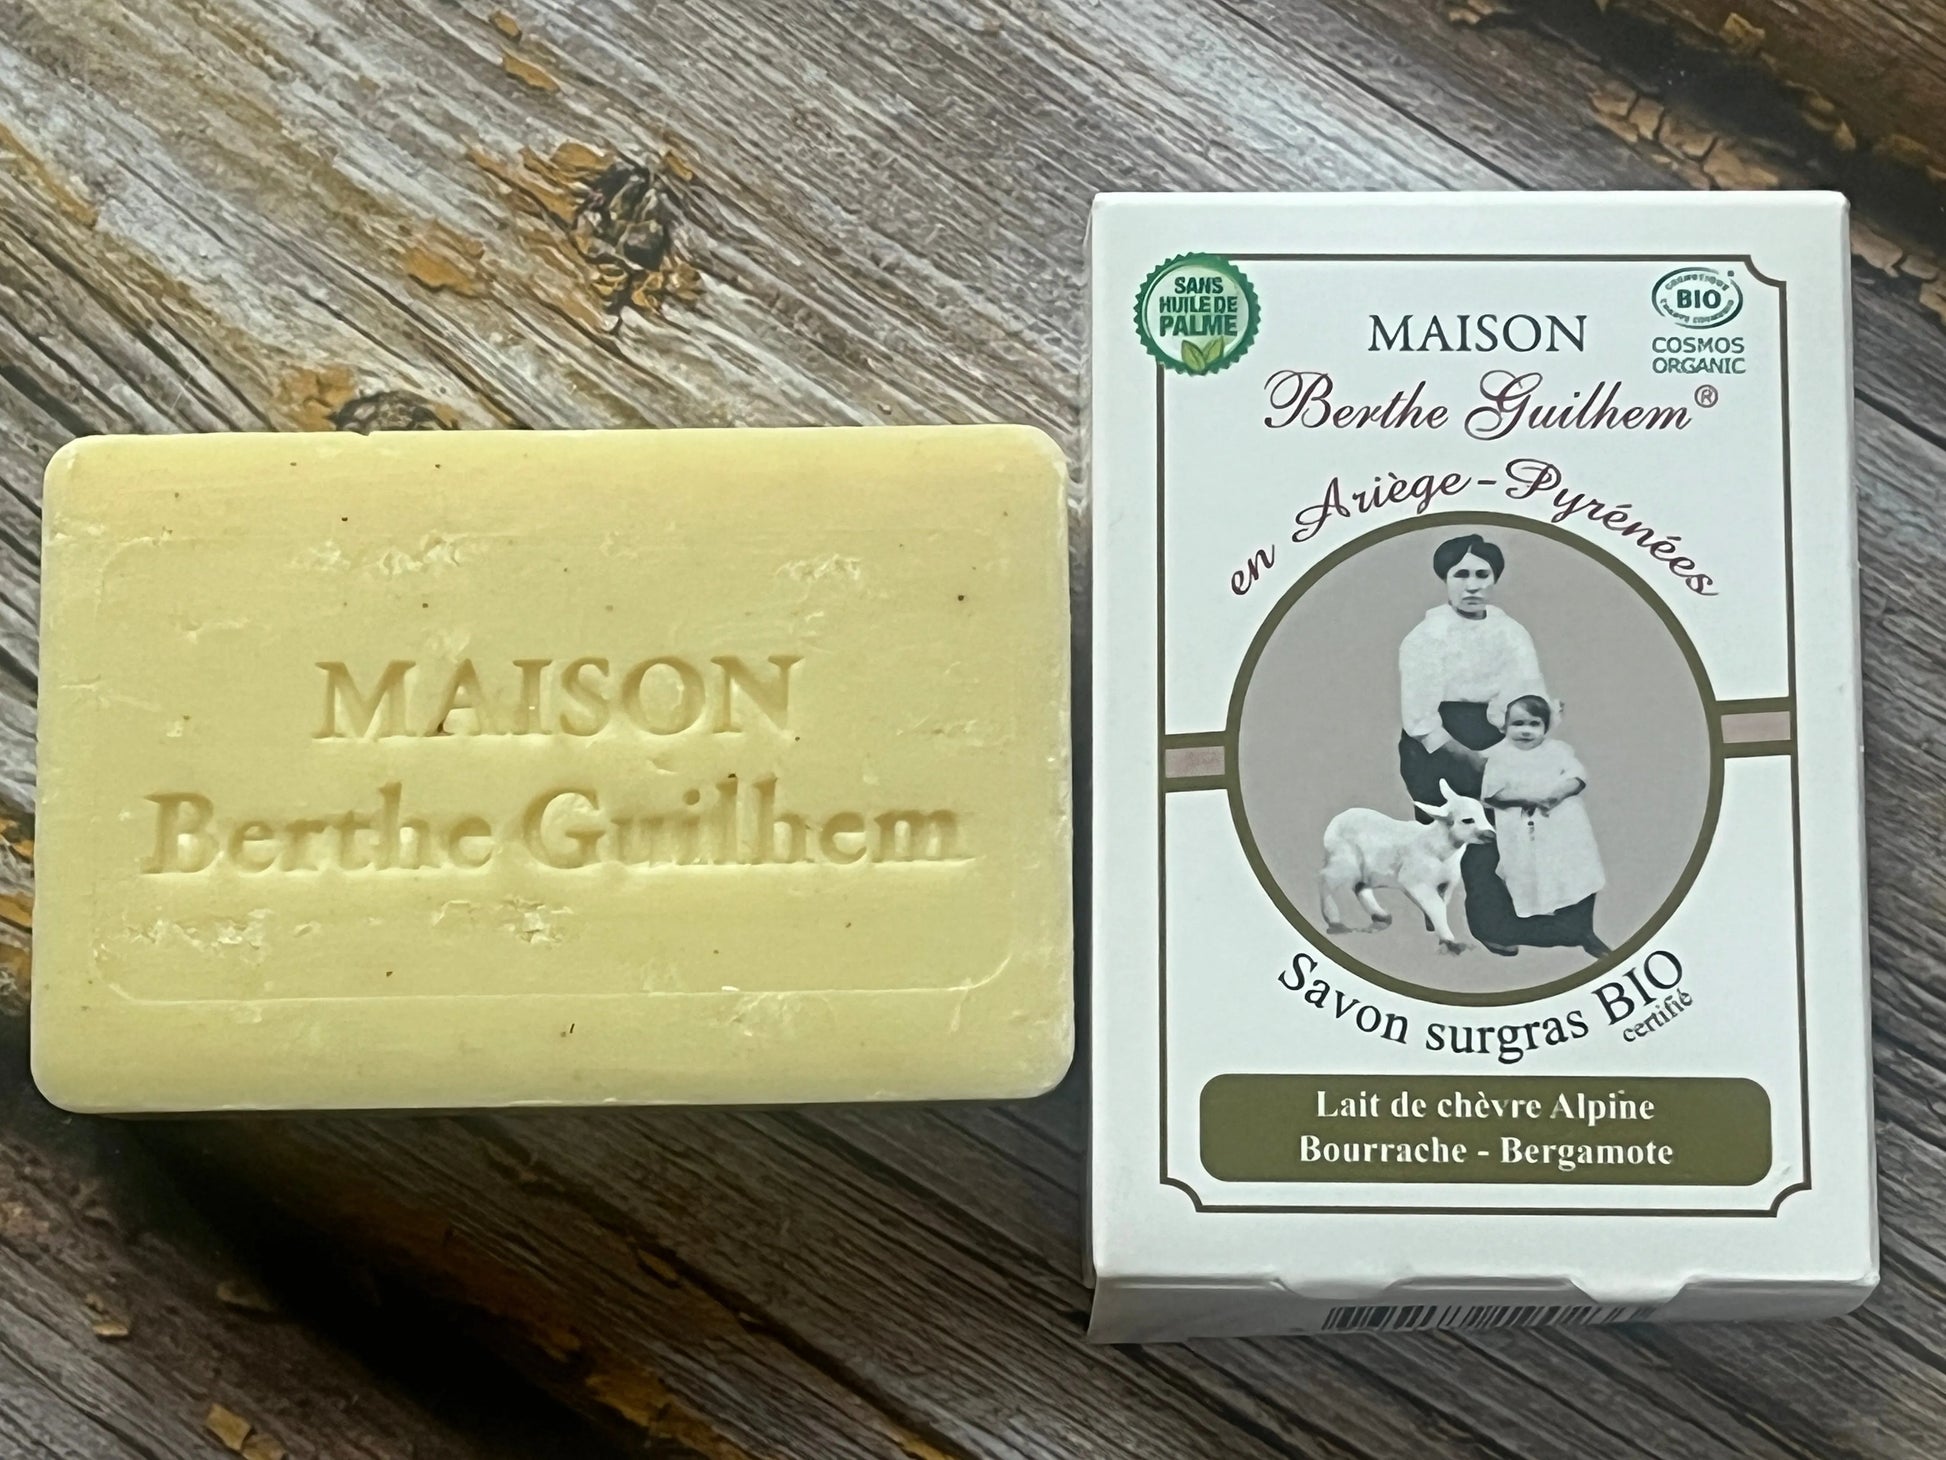 MAISON
Berthe Guilhem
SANS
HUILE DE
PALME
BIO
COSMOS
ORGANIC
MAISON
Berthe Guilhem®
en Ariège-Pyrénées
Savon surgras BIO
certifié
Lait de chèvre Alpine
Bourrache - Bergamote